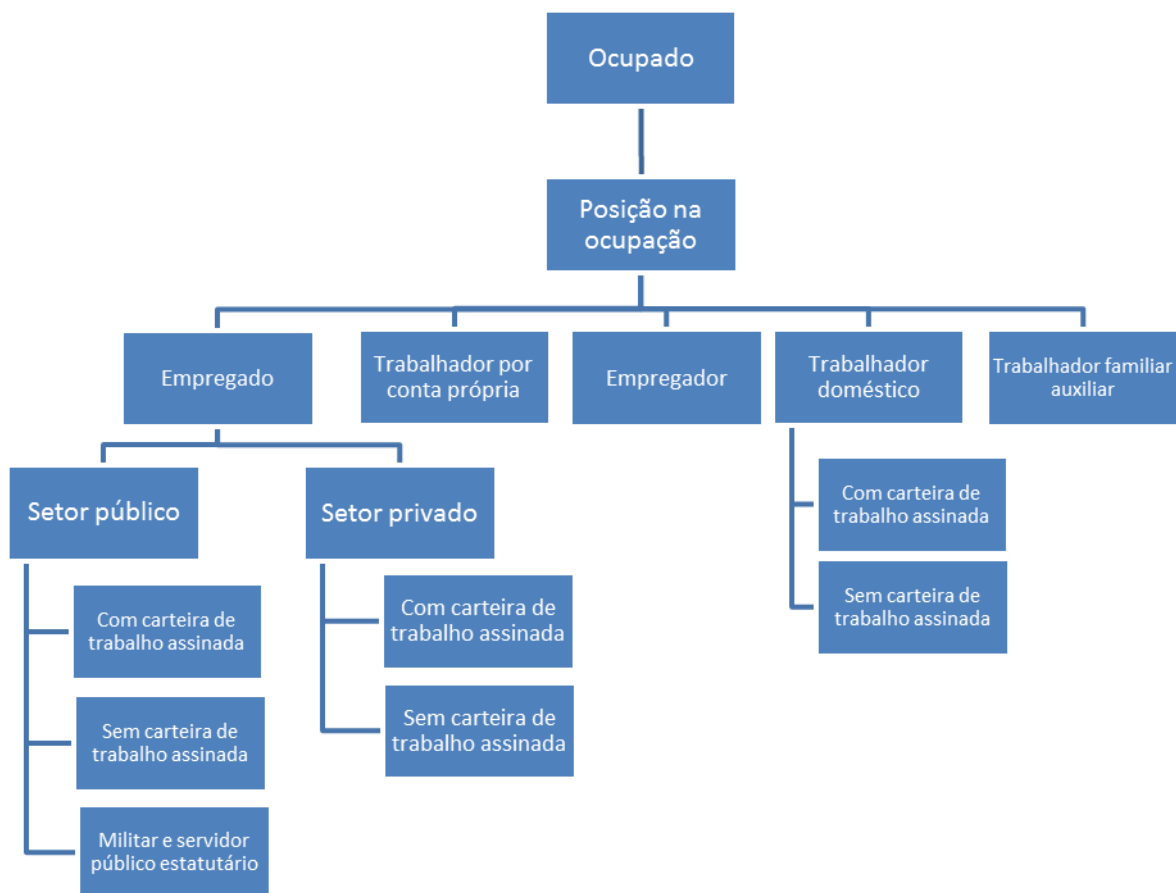 Ocupado
Posição na
ocupação
Empregado
Trabalhador por
conta própria
Empregador
Trabalhador
doméstico
Trabalhador familiar
auxiliar
Setor público
Setor privado
Com carteira de
trabalho assinada
Sem carteira de
trabalho assinada
Com carteira de
trabalho assinada
Sem carteira de
trabalho assinada
Militar e servidor
público estatutário
Com carteira de
trabalho assinada
Sem carteira de
trabalho assinada